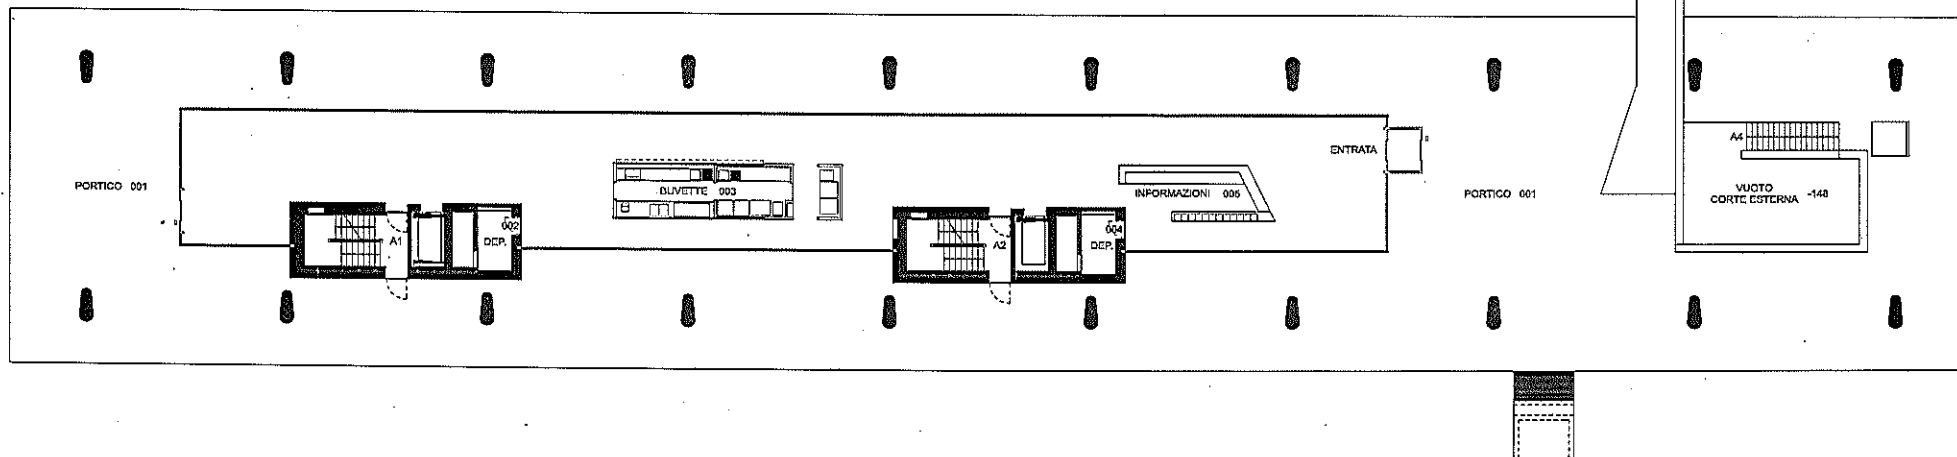 PORTICO 001
A1
002
DEP.
BUVETTE 003
A2
004
DEP.
INFORMAZIONI 005
ENTRATA
PORTICO 001
A4
VUOTO
CORTE ESTERNA -148